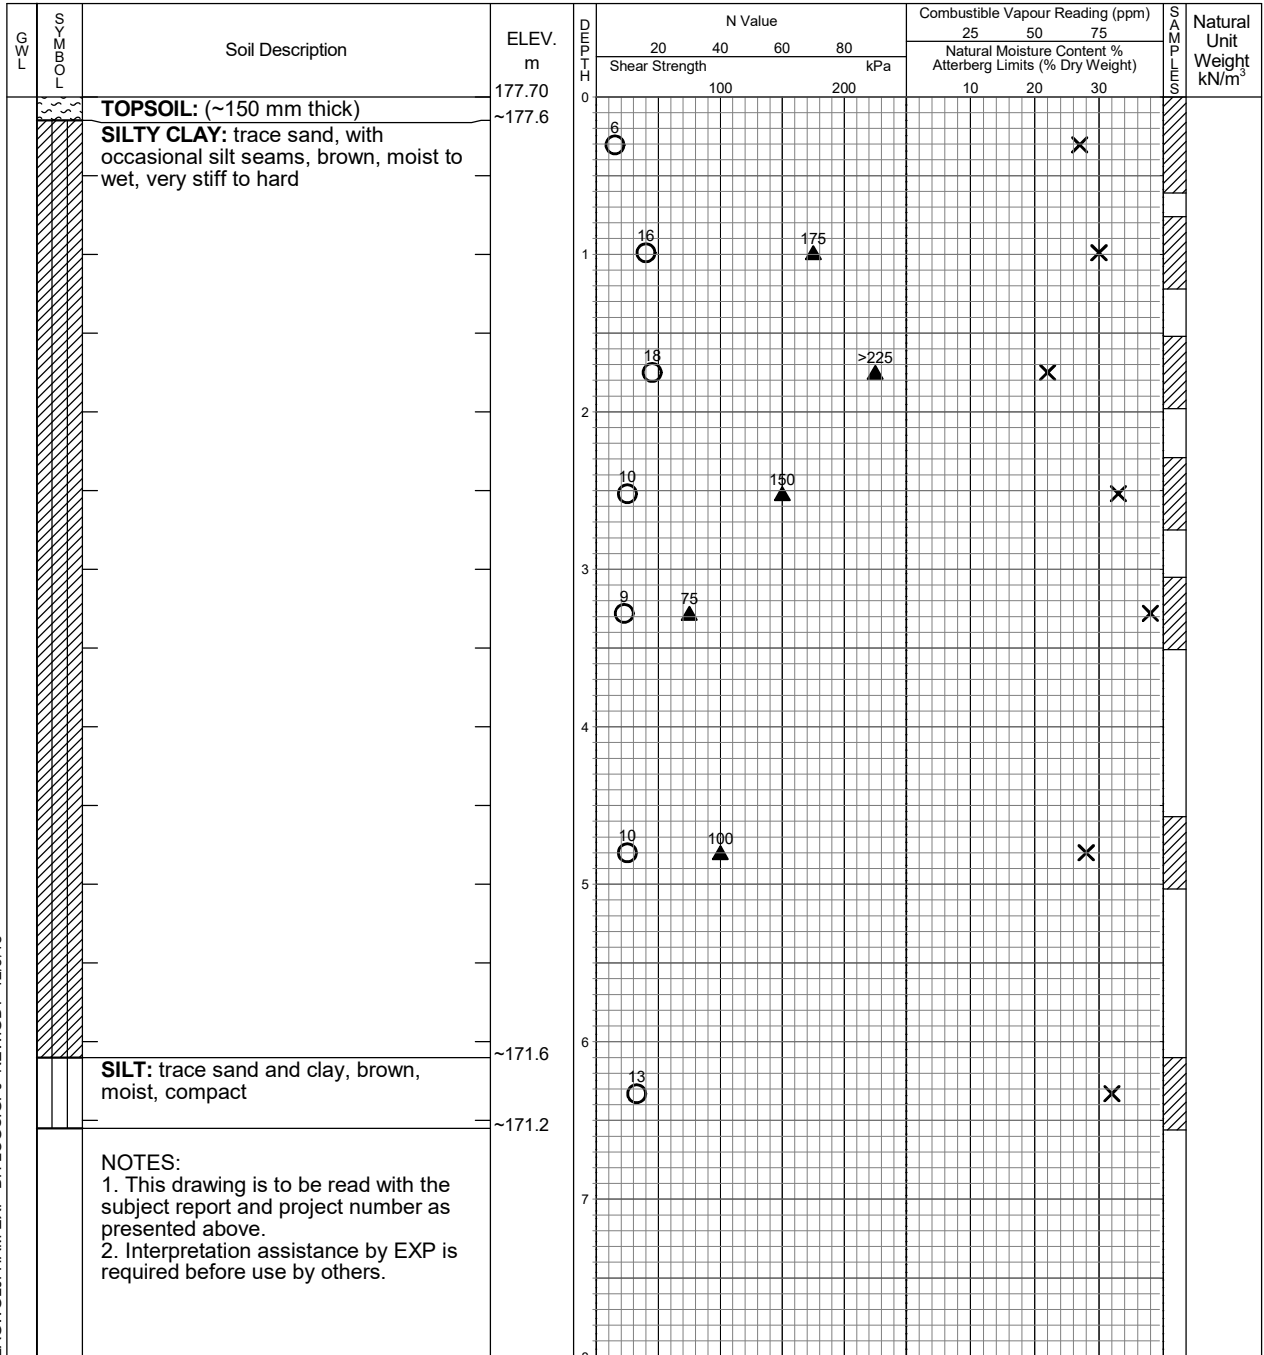 GWL
SYMBOL
Soil Description
ELEV.
m
DEPTH
N Value
20 40 60 80
Shear Strength kPa
100 200
Combustible Vapour Reading (ppm)
25 50 75
Natural Moisture Content %
Atterberg Limits (% Dry Weight)
10 20 30
SAMPLES
Natural
Unit
Weight
kN/m³
177.70
0
TOPSOIL: (~150 mm thick)
~177.6
SILTY CLAY: trace sand, with
occasional silt seams, brown, moist to
wet, very stiff to hard
6
16
175
1
18
>225
2
10
150
3
9
75
4
10
100
5
6
~171.6
SILT: trace sand and clay, brown,
moist, compact
13
~171.2
NOTES:
1. This drawing is to be read with the
subject report and project number as
presented above.
2. Interpretation assistance by EXP is
required before use by others.
7